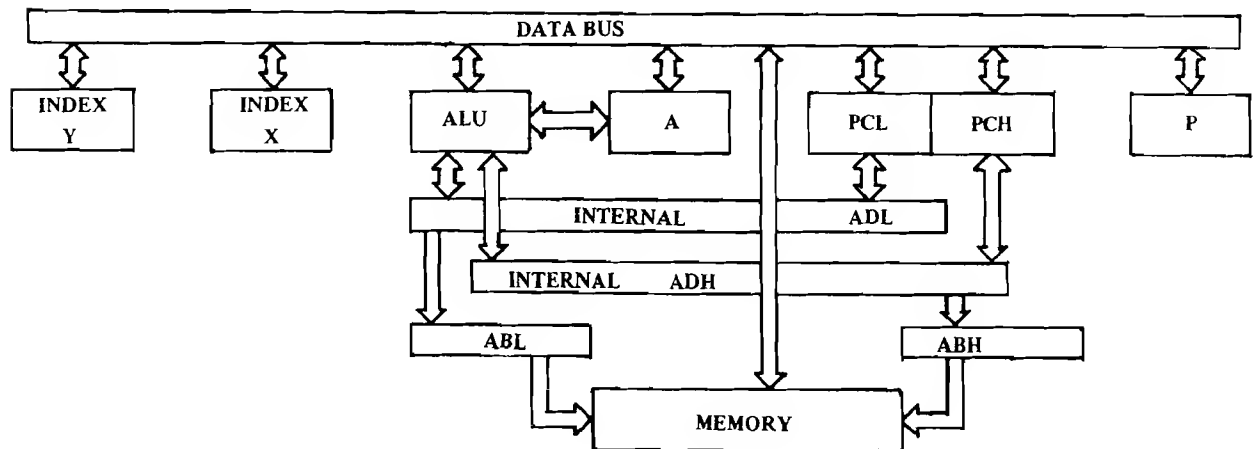 DATA BUS
INDEX
Y
INDEX
X
ALU
A
PCL
PCH
P
INTERNAL ADL
INTERNAL ADH
ABL
ABH
MEMORY